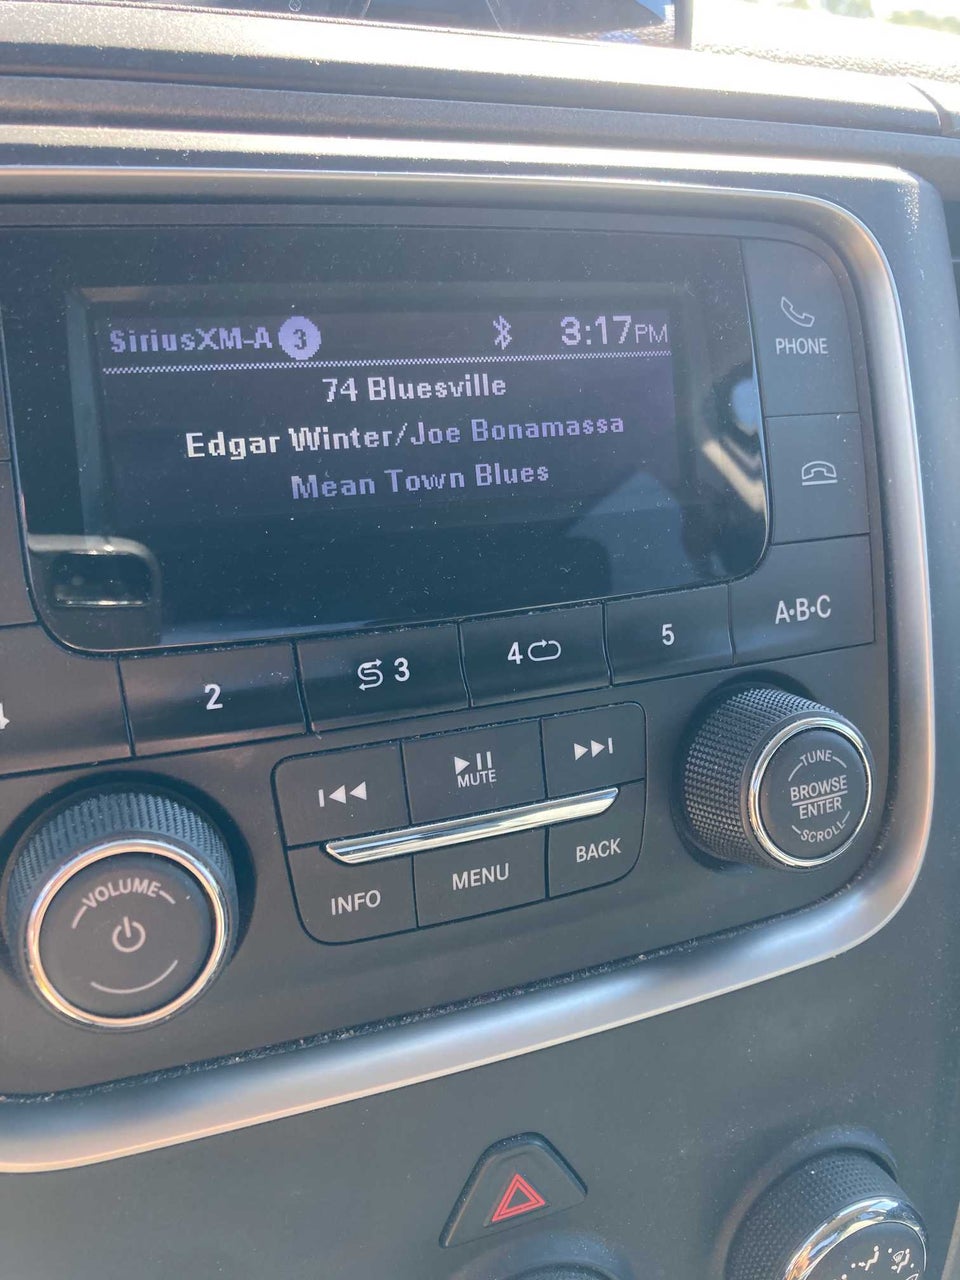 SiriusXM-A 3 3:17PM
74 Bluesville
Edgar Winter/Joe Bonamassa
Mean Town Blues
PHONE
2
3
4
5
A·B·C
MUTE
INFO
MENU
BACK
VOLUME
TUNE
BROWSE
ENTER
SCROLL